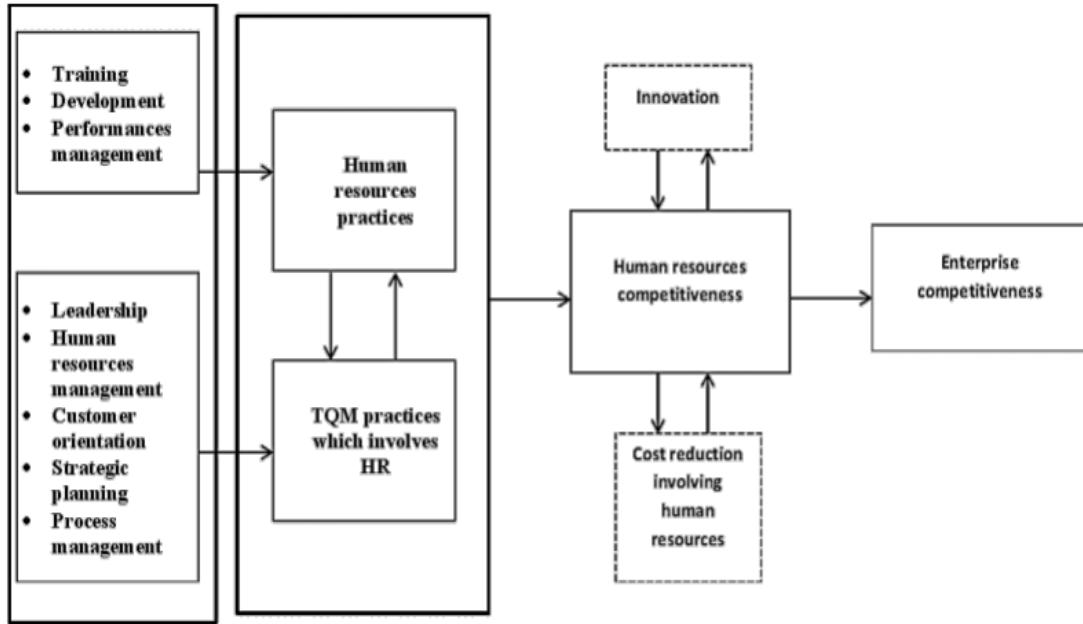 • Training
• Development
• Performances
management
• Leadership
• Human
resources
management
• Customer
orientation
• Strategic
planning
• Process
management
Human
resources
practices
TQM practices
which involves
HR
Innovation
Human resources
competitiveness
Cost reduction
involving
human
resources
Enterprise
competitiveness